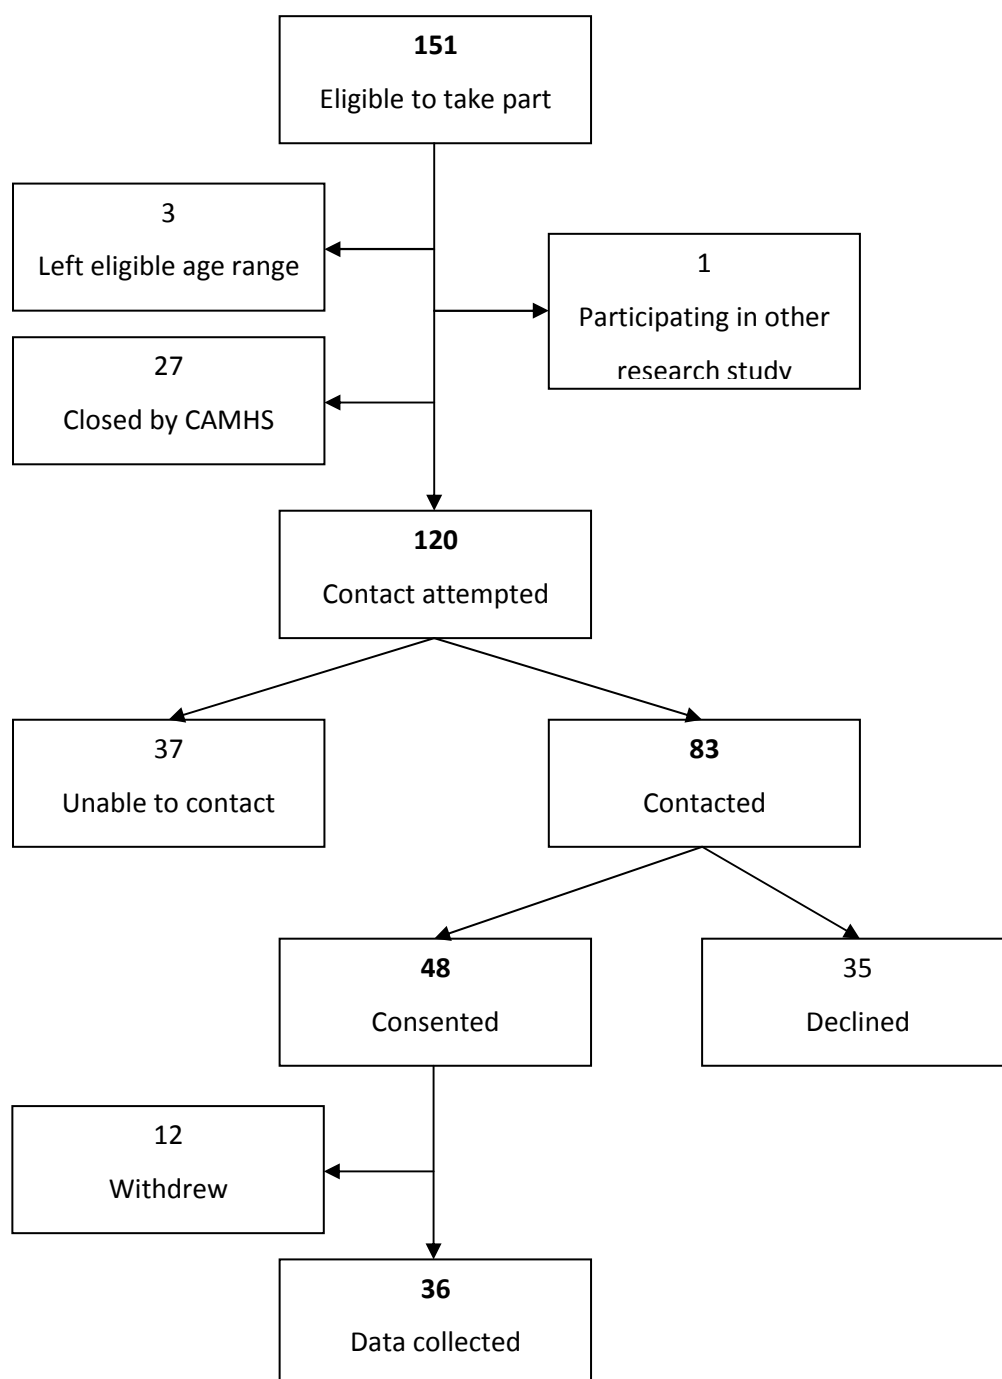 151
Eligible to take part
3
Left eligible age range
1
Participating in other
research study
27
Closed by CAMHS
120
Contact attempted
37
Unable to contact
83
Contacted
48
Consented
35
Declined
12
Withdrew
36
Data collected